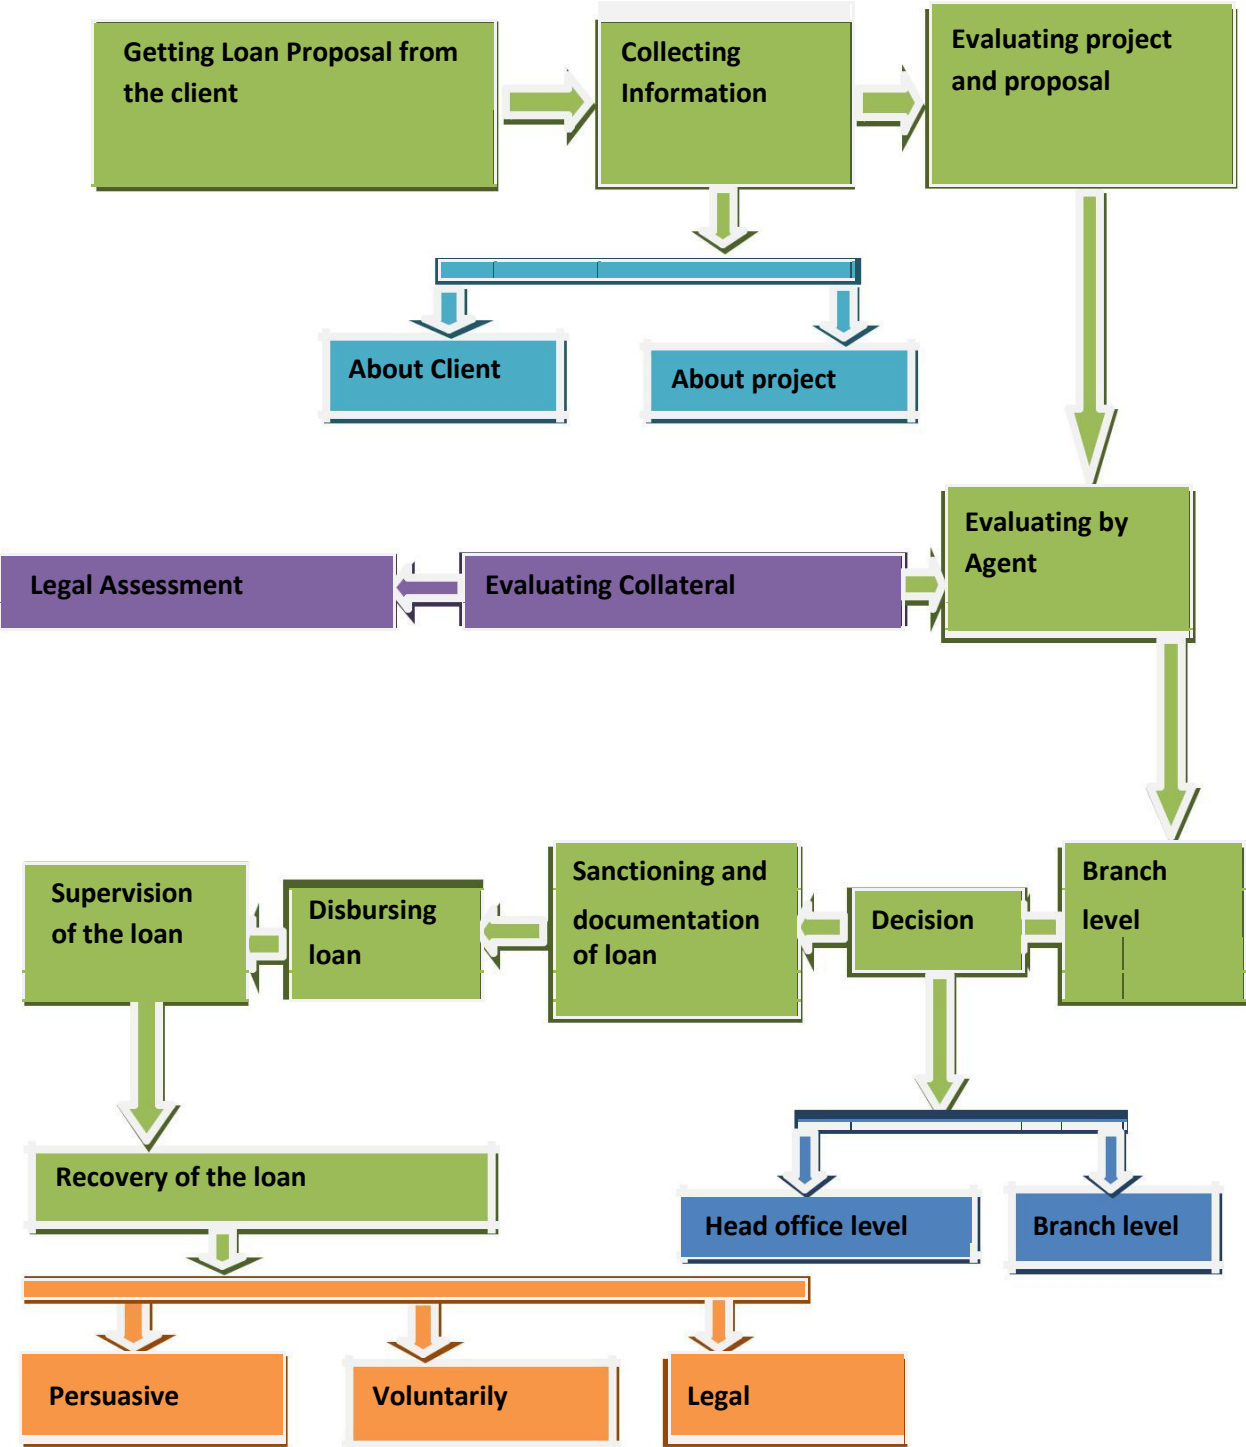 Getting Loan Proposal from
the client
Collecting
Information
Evaluating project
and proposal
About Client
About project
Evaluating by
Agent
Legal Assessment
Evaluating Collateral
Supervision
of the loan
Disbursing
loan
Sanctioning and
documentation
of loan
Decision
Branch
level
Recovery of the loan
Head office level
Branch level
Persuasive
Voluntarily
Legal